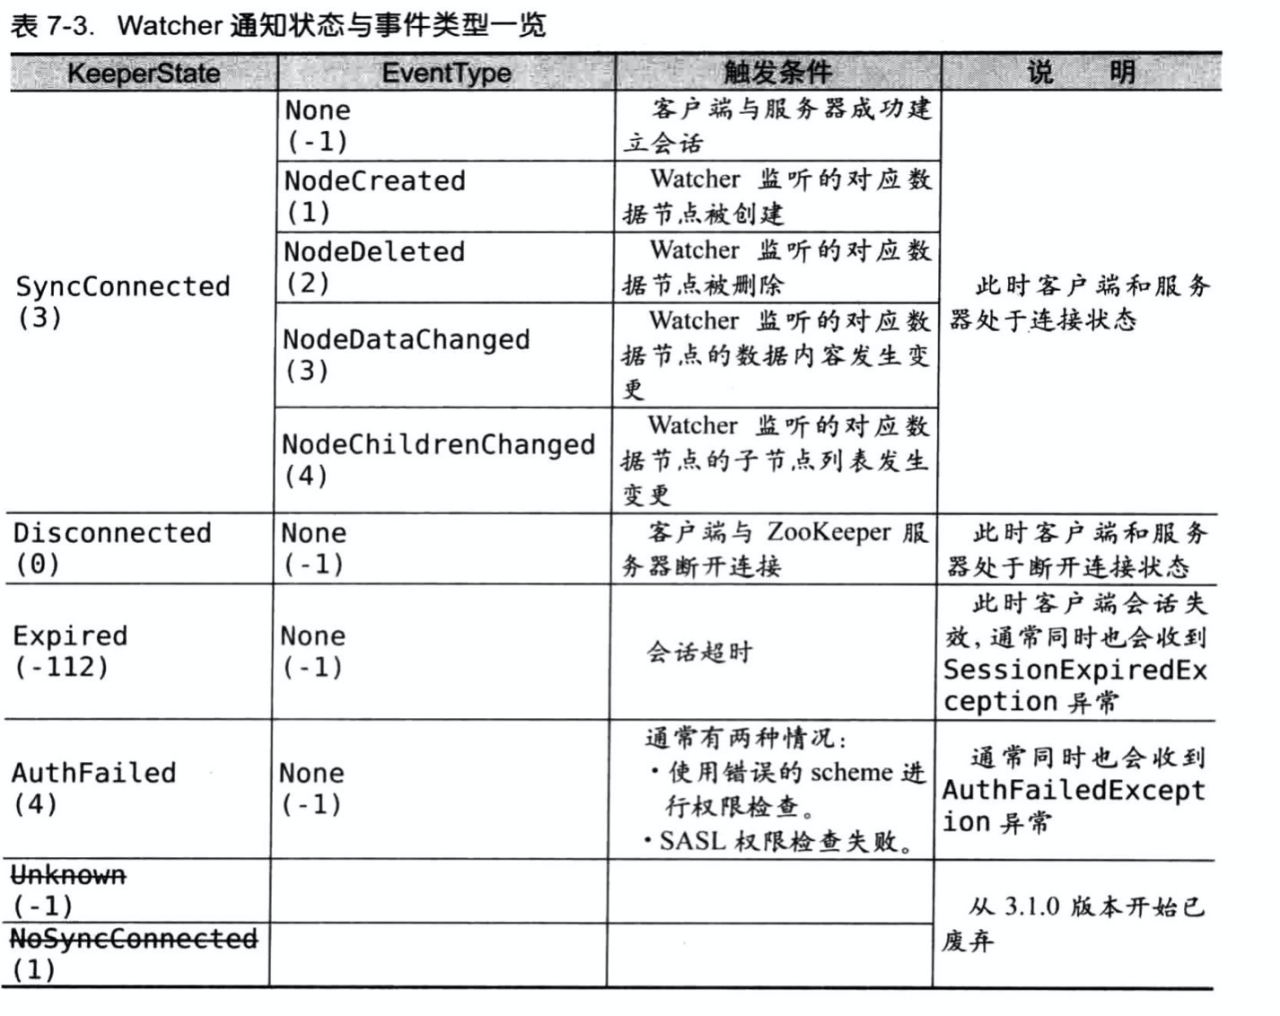 表 7-3. Watcher 通知状态与事件类型一览
KeeperState EventType 触发条件 说 明
SyncConnected
(3)
None
(-1)
客户端与服务器成功建
立会话
NodeCreated
(1)
Watcher 监听的对应数
据节点被创建
NodeDeleted
(2)
Watcher 监听的对应数
据节点被删除
NodeDataChanged
(3)
Watcher 监听的对应数
据节点的数据内容发生变
更
NodeChildrenChanged
(4)
Watcher 监听的对应数
据节点的子节点列表发生
变更
此时客户端和服务
器处于连接状态
Disconnected
(0)
None
(-1)
客户端与 ZooKeeper 服
务器断开连接
此时客户端和服务
器处于断开连接状态
Expired
(-112)
None
(-1)
会话超时
此时客户端会话失
效,通常同时也会收到
SessionExpiredEx
ception 异常
AuthFailed
(4)
None
(-1)
通常有两种情况:
·使用错误的 scheme 进
行权限检查。
·SASL 权限检查失败。
通常同时也会收到
AuthFailedExcept
ion 异常
Unknown
(-1)
NoSyncConnected
(1)
从 3.1.0 版本开始已
废弃